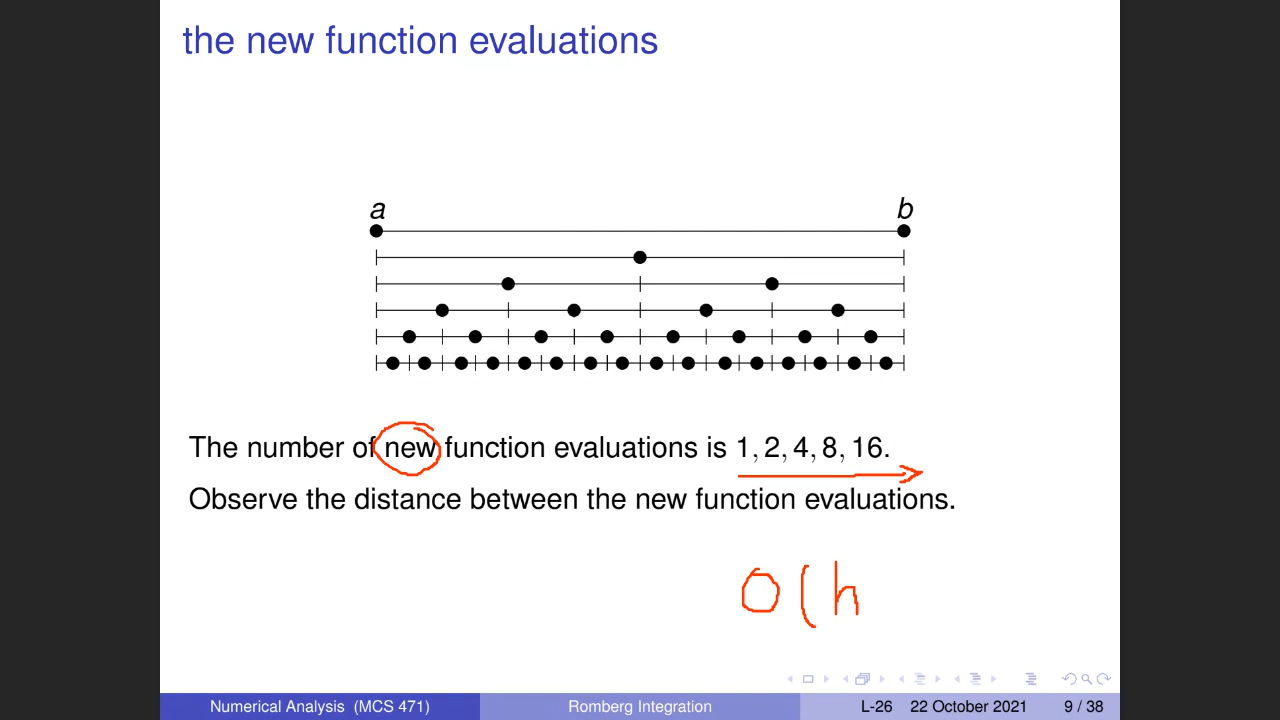 the new function evaluations
a b
The number of new function evaluations is 1, 2, 4, 8, 16.
Observe the distance between the new function evaluations.
O(h
Numerical Analysis (MCS 471) Romberg Integration L-26 22 October 2021 9 / 38